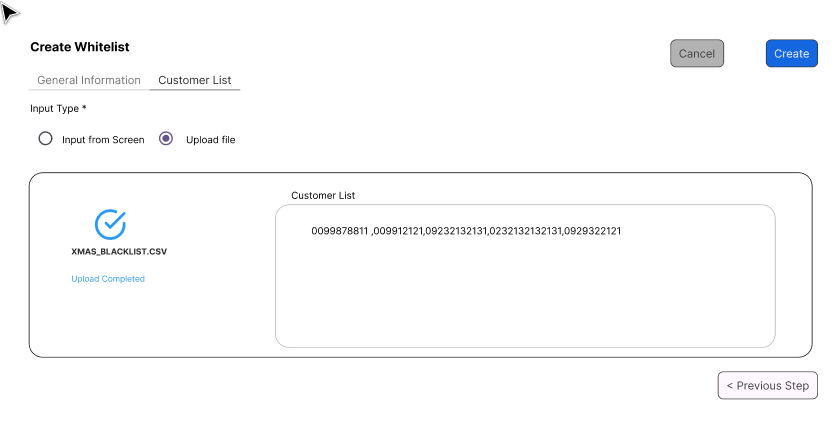 Create Whitelist
Cancel
Create
General Information
Customer List
Input Type *
Input from Screen
Upload file
Customer List
0099878811 ,009912121,09232132131,0232132132131,0929322121
XMAS_BLACKLIST.CSV
Upload Completed
< Previous Step